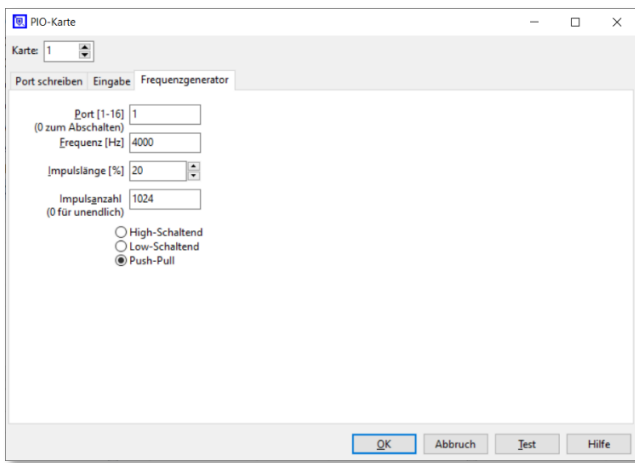 PIO-Karte
Karte: 1
Port schreiben Eingabe Frequenzgenerator
Port [1-16] 1
(0 zum Abschalten)
Frequenz [Hz] 4000
Impulslänge [%] 20
Impulsanzahl 1024
(0 für unendlich)
High-Schaltend
Low-Schaltend
Push-Pull
OK Abbruch Test Hilfe